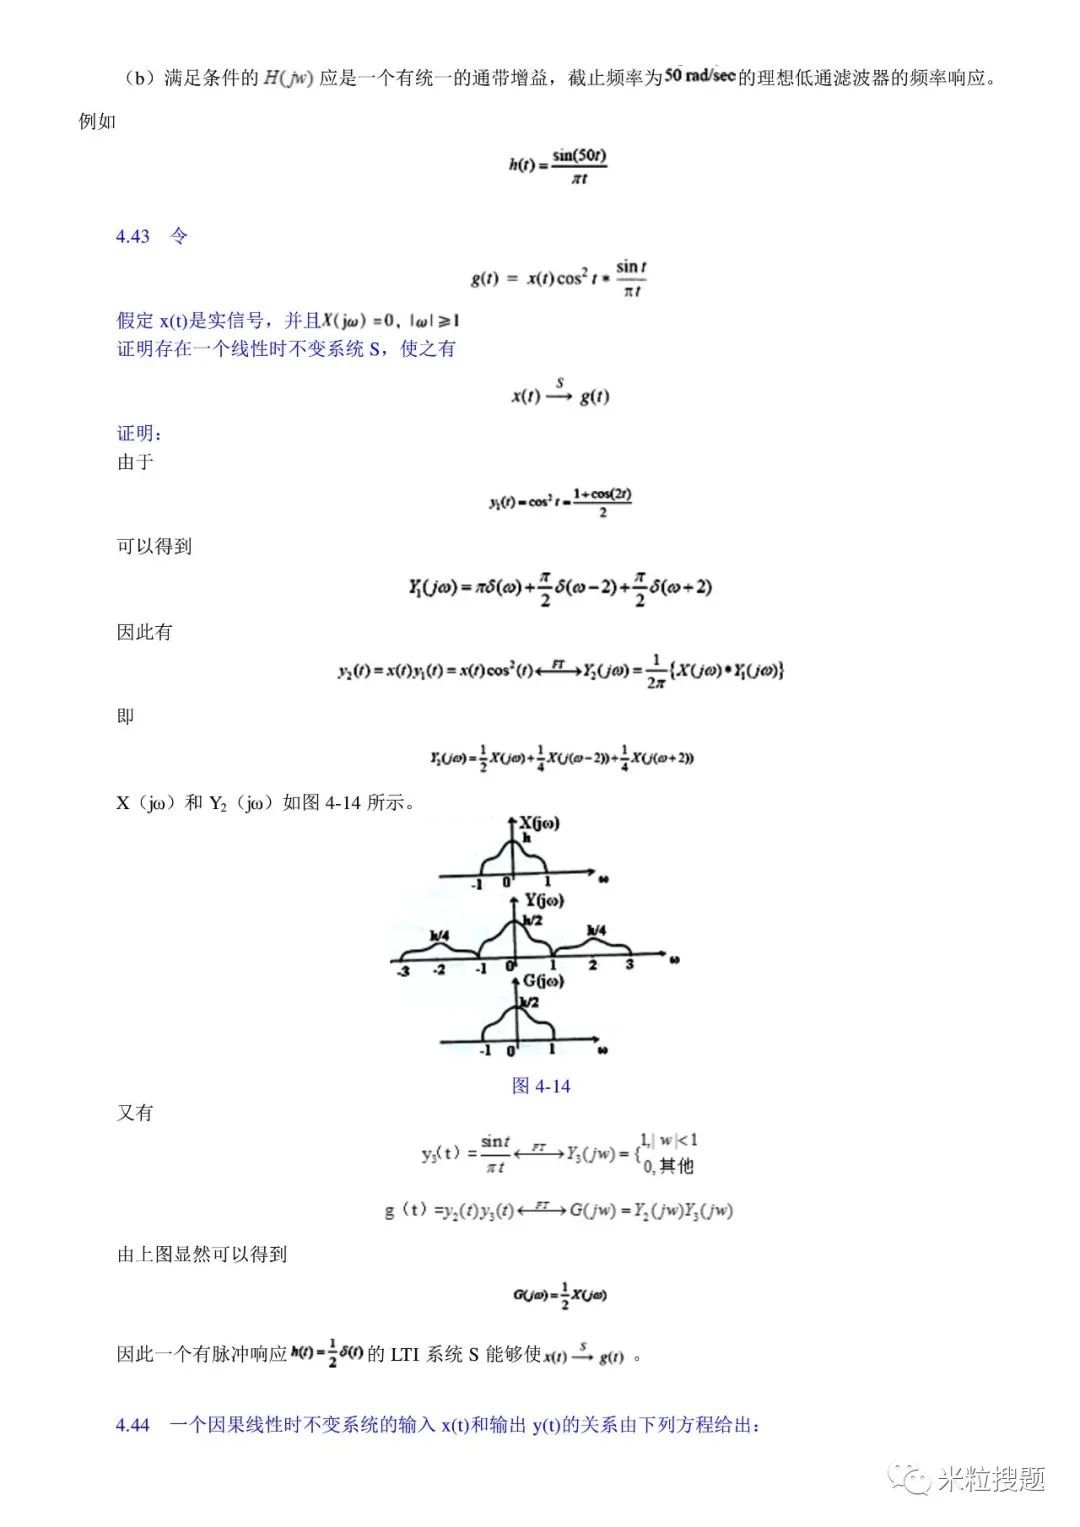 （b）满足条件的 H(jw) 应是一个有统一的通带增益，截止频率为50 rad/sec的理想低通滤波器的频率响应。
例如
h(t) = sin(50t) / πt
4.43 令
g(t) = x(t)cos² t * sin t / πt
假定 x(t)是实信号，并且X(jω) =0, |ω| ⩾1
证明存在一个线性时不变系统 S，使之有
x(t) —S→ g(t)
证明：
由于
y₁(t) = cos² t = 1+cos(2t) / 2
可以得到
Y₁(jω) = πδ(ω) + π/2 δ(ω−2) + π/2 δ(ω+2)
因此有
y₂(t) = x(t)y₁(t) = x(t)cos²(t) ←FT→ Y₂(jω) = 1/2π {X(jω)*Y₁(jω)}
即
Y₂(jω) = 1/2 X(jω) + 1/4 X(j(ω−2)) + 1/4 X(j(ω+2))
X（jω）和 Y₂（jω）如图 4-14 所示。
X(jω)
h
-1 0 1 ω
Y(jω)
h/2
h/4 h/4
-3 -2 -1 0 1 2 3 ω
G(jω)
h/2
-1 0 1 ω
图 4-14
又有
y₃(t) = sin t / πt ←FT→ Y₃(jw) = {1,| w |<1
0,其他
g（t）=y₂(t)y₃(t) ←FT→ G(jw) = Y₂(jw)Y₃(jw)
由上图显然可以得到
G(jω) = 1/2 X(jω)
因此一个有脉冲响应 h(t) = 1/2 δ(t) 的 LTI 系统 S 能够使 x(t) —S→ g(t) 。
4.44 一个因果线性时不变系统的输入 x(t)和输出 y(t)的关系由下列方程给出：
米粒搜题